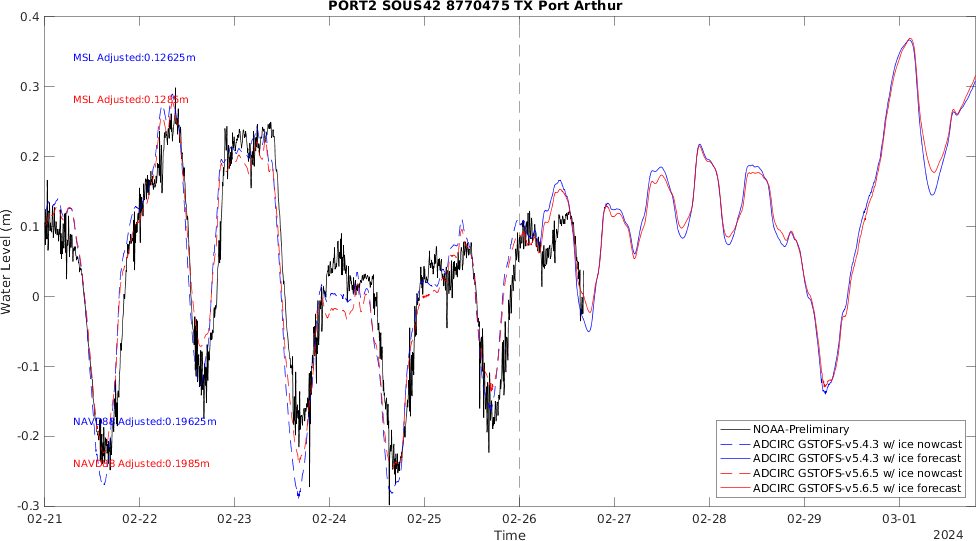 PORT2 SOUS42 8770475 TX Port Arthur
0.4
MSL Adjusted:0.12625m
0.3
MSL Adjusted:0.1285m
0.2
0.1
Water Level (m)
0
-0.1
-0.2
NAVD88 Adjusted:0.19625m
NAVD88 Adjusted:0.1985m
-0.3
NOAA-Preliminary
ADCIRC GSTOFS-v5.4.3 w/ ice nowcast
ADCIRC GSTOFS-v5.4.3 w/ ice forecast
ADCIRC GSTOFS-v5.6.5 w/ ice nowcast
ADCIRC GSTOFS-v5.6.5 w/ ice forecast
02-21 02-22 02-23 02-24 02-25 02-26 02-27 02-28 02-29 03-01
Time
2024